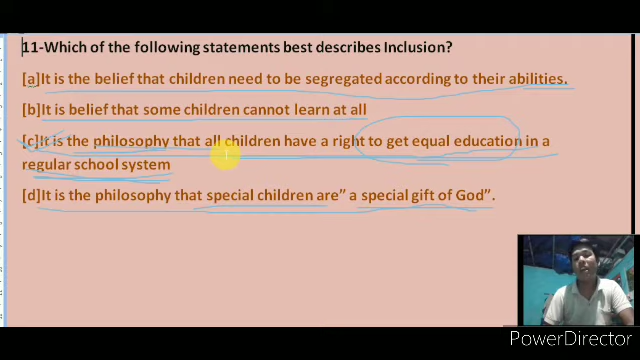 11-Which of the following statements best describes Inclusion?
[a]It is the belief that children need to be segregated according to their abilities.
[b]It is belief that some children cannot learn at all
[c]It is the philosophy that all children have a right to get equal education in a
regular school system
[d]It is the philosophy that special children are” a special gift of God”.
PowerDirector